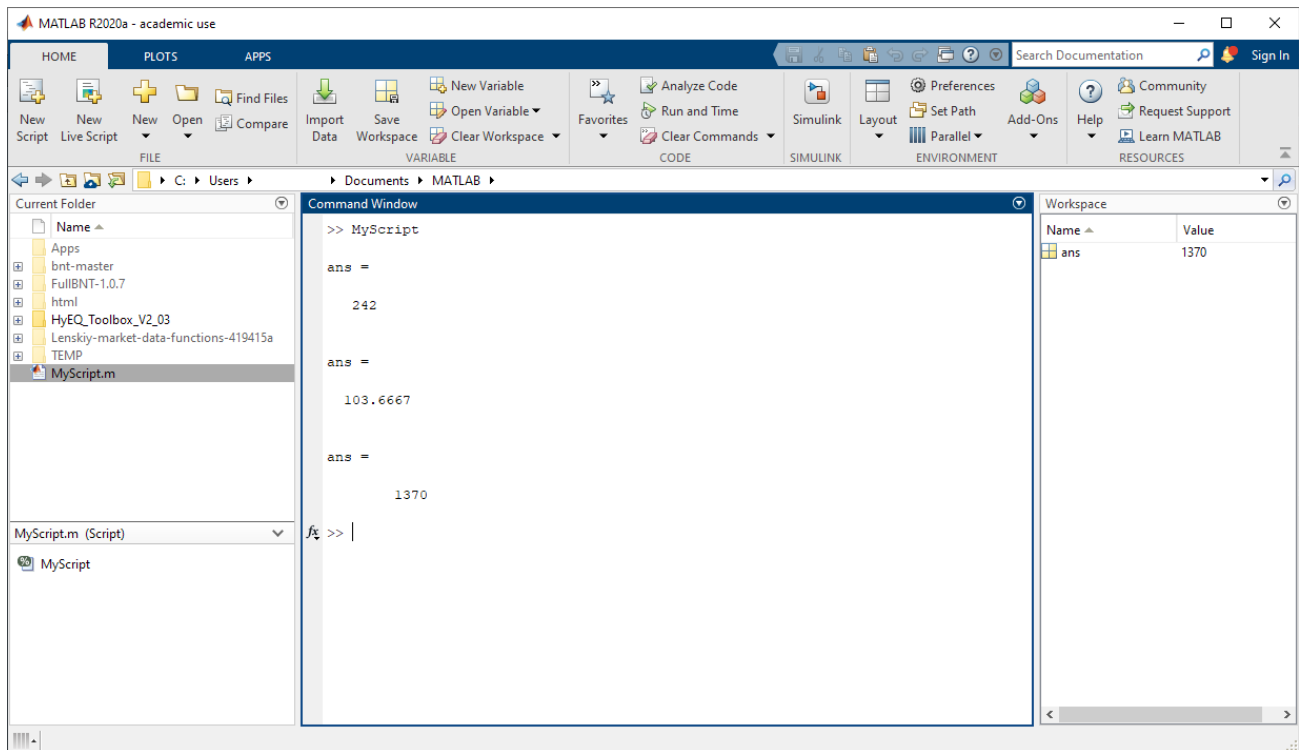 MATLAB R2020a - academic use
HOME PLOTS APPS Search Documentation Sign In
New Script
New Live Script
New
Open
Find Files
Compare
FILE
Import Data
Save Workspace
New Variable
Open Variable
Clear Workspace
VARIABLE
Favorites
Analyze Code
Run and Time
Clear Commands
CODE
Simulink
SIMULINK
Layout
Preferences
Set Path
Parallel
Add-Ons
ENVIRONMENT
Help
Community
Request Support
Learn MATLAB
RESOURCES
C: Users Documents MATLAB
Current Folder
Name
Apps
bnt-master
FullBNT-1.0.7
html
HyEQ_Toolbox_V2_03
Lenskiy-market-data-functions-419415a
TEMP
MyScript.m
MyScript.m (Script)
MyScript
Command Window
>> MyScript
ans =
242
ans =
103.6667
ans =
1370
fx >>
Workspace
Name Value
ans 1370